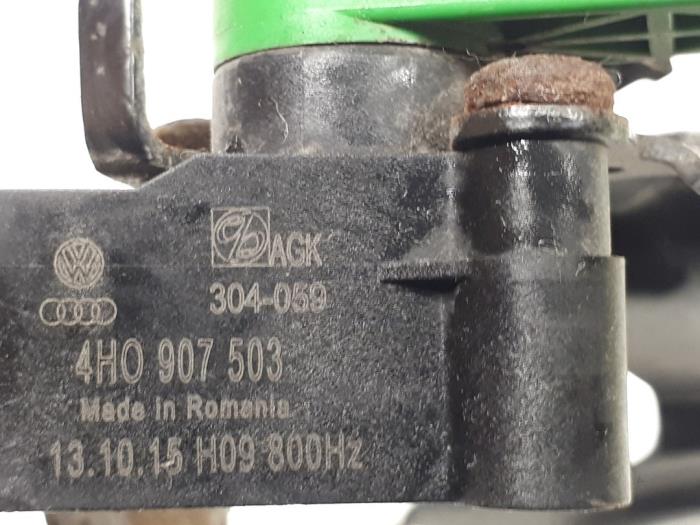 AGK
304-059
4H0 907 503
Made in Romania
13.10.15 H09 800Hz